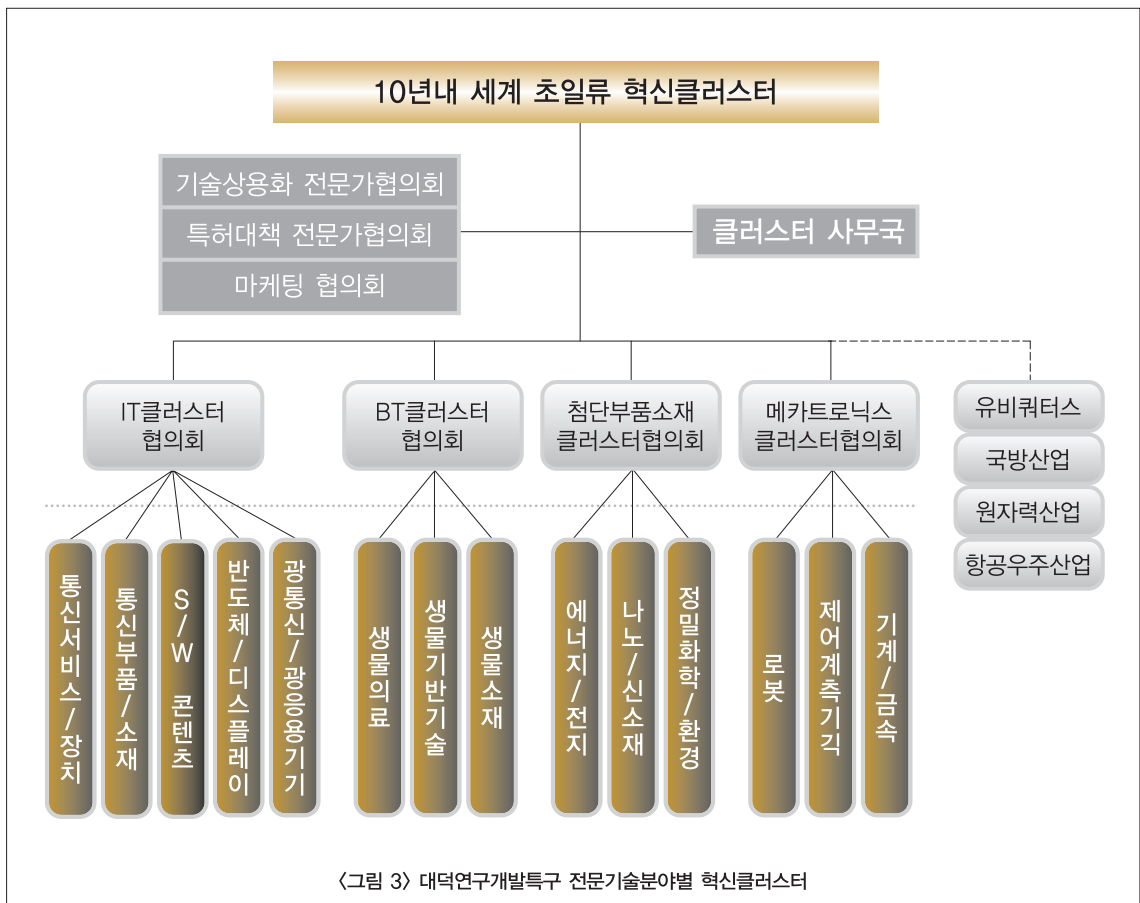 10년내 세계 초일류 혁신클러스터
기술상용화 전문가협의회
특허대책 전문가협의회
마케팅 협의회
클러스터 사무국
IT클러스터
협의회
BT클러스터
협의회
첨단부품소재
클러스터협의회
메카트로닉스
클러스터협의회
유비쿼터스
국방산업
원자력산업
항공우주산업
통신서비스/장치
통신부품/소재
S/W 콘텐츠
반도체/디스플레이
광통신/광응용기기
생물의료
생물기반기술
생물소재
에너지/전지
나노/신소재
정밀화학/환경
로봇
제어계측기긱
기계/금속
〈그림 3〉 대덕연구개발특구 전문기술분야별 혁신클러스터